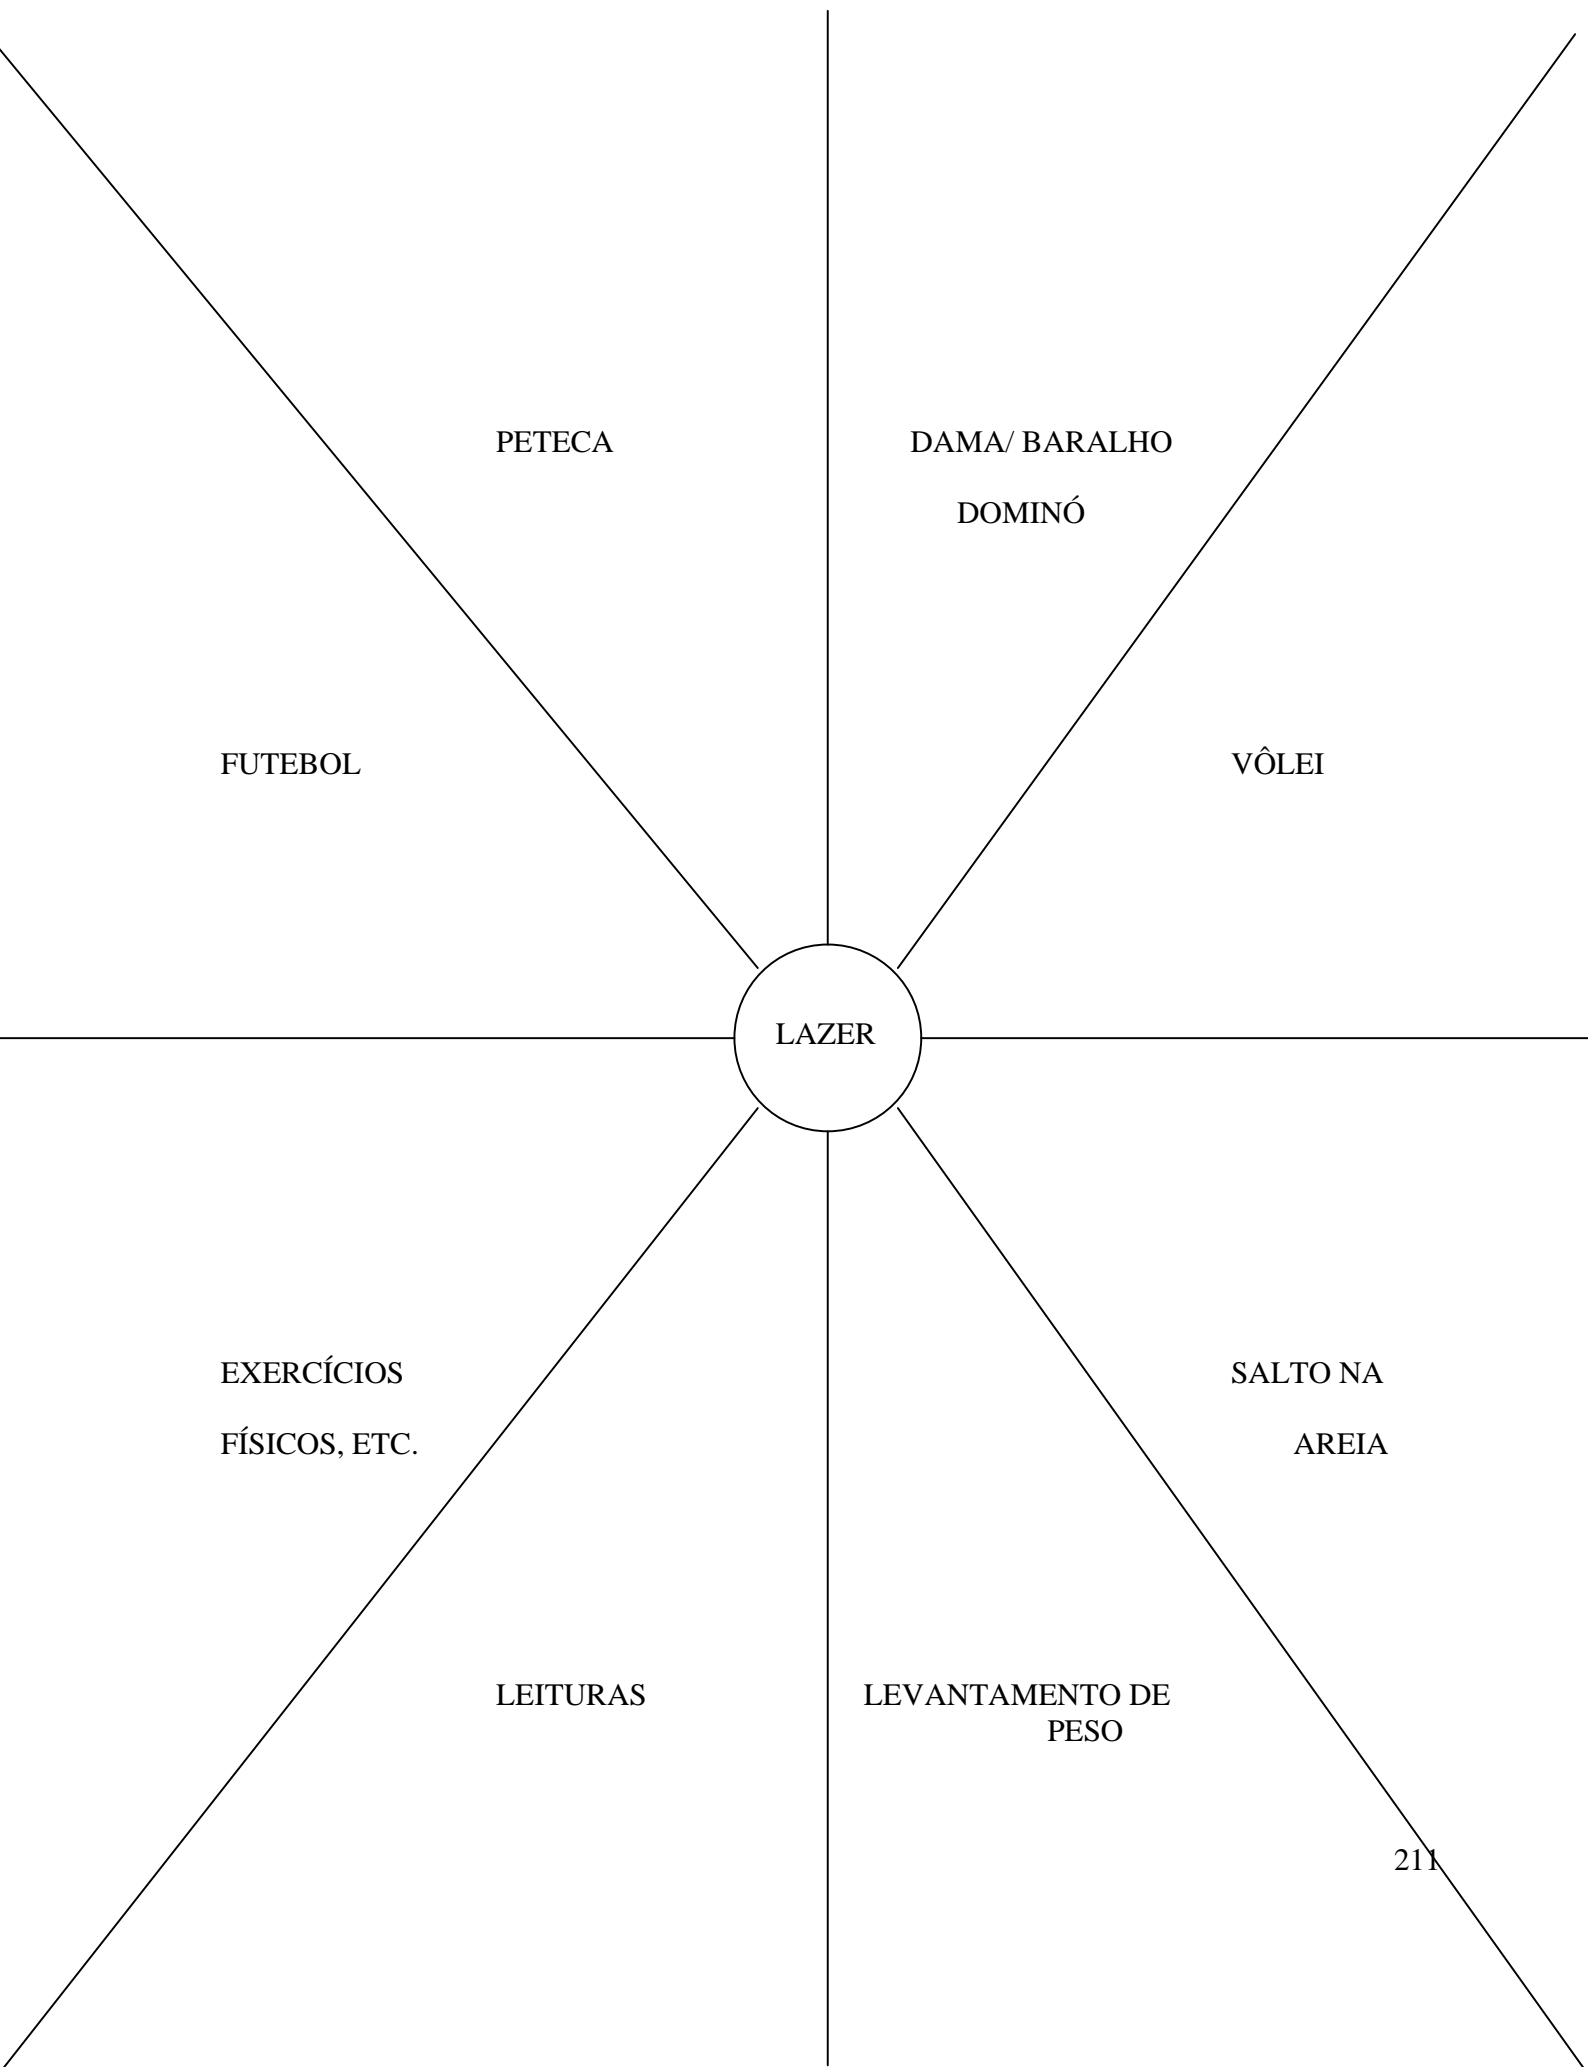 PETECA
DAMA/ BARALHO
DOMINÓ
FUTEBOL
VÔLEI
LAZER
EXERCÍCIOS
FÍSICOS, ETC.
SALTO NA
AREIA
LEITURAS
LEVANTAMENTO DE
PESO
211